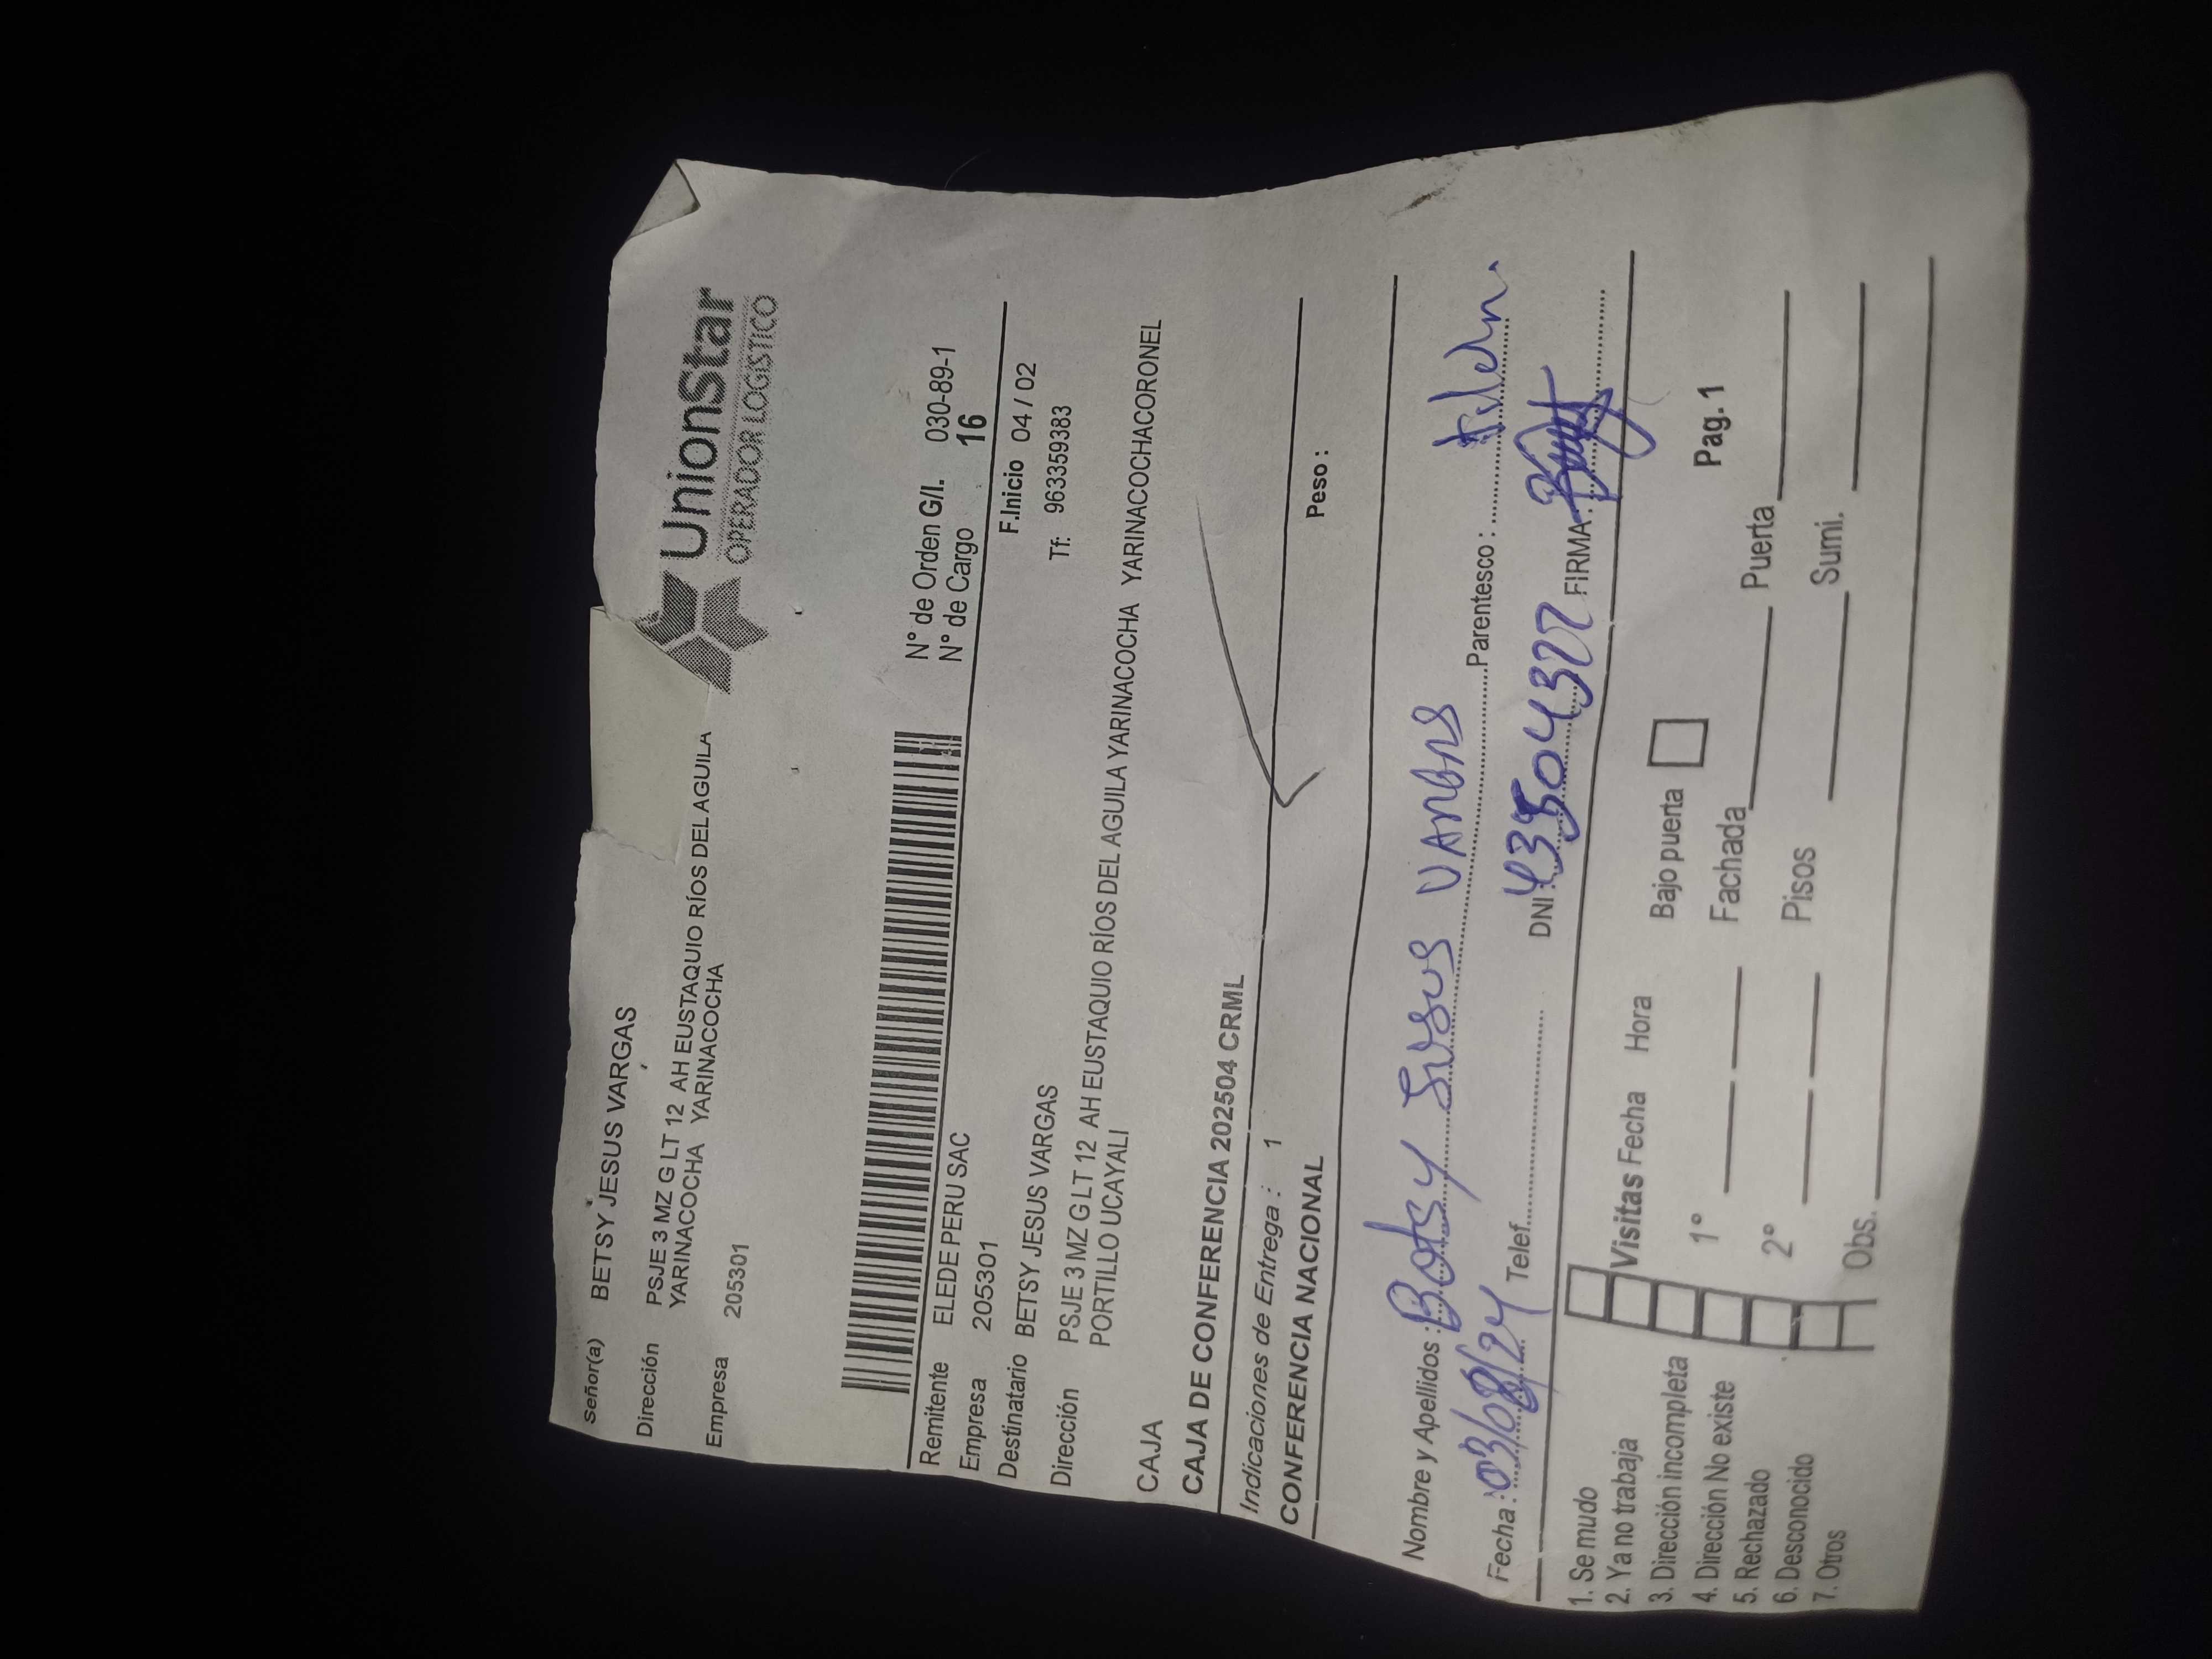 UnionStar
OPERADOR LOGÍSTICO
Señor(a) BETSY JESUS VARGAS
Dirección PSJE 3 MZ G LT 12 AH EUSTAQUIO RÍOS DEL AGUILA
YARINACOCHA YARINACOCHA
Empresa 205301
N° de Orden G/I. 030-89-1
N° de Cargo 16
Remitente ELEDE PERU SAC
Empresa 205301 F.Inicio 04 / 02
Destinatario BETSY JESUS VARGAS Tf: 963359383
Dirección PSJE 3 MZ G LT 12 AH EUSTAQUIO RÍOS DEL AGUILA YARINACOCHA YARINACOCHACORONEL
PORTILLO UCAYALI
CAJA
CAJA DE CONFERENCIA 202504 CRML
Indicaciones de Entrega : 1 Peso :
CONFERENCIA NACIONAL
Nombre y Apellidos : Betsy Jesus VARGAS Parentesco :
Fecha : 03/08/24 Telef. DNI : 43504322 FIRMA :
1. Se mudo
2. Ya no trabaja Visitas Fecha Hora Bajo puerta Pag. 1
3. Dirección incompleta 1° Fachada Puerta
4. Dirección No existe
5. Rechazado 2° Pisos Sumi.
6. Desconocido
7. Otros Obs.